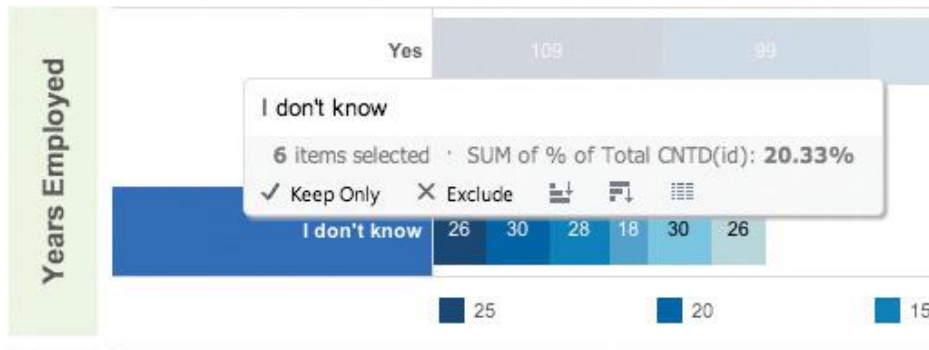 Years Employed
Yes 109 99
I don't know
6 items selected · SUM of % of Total CNTD(id): 20.33%
Keep Only Exclude
I don't know 26 30 28 18 30 26
25 20 15